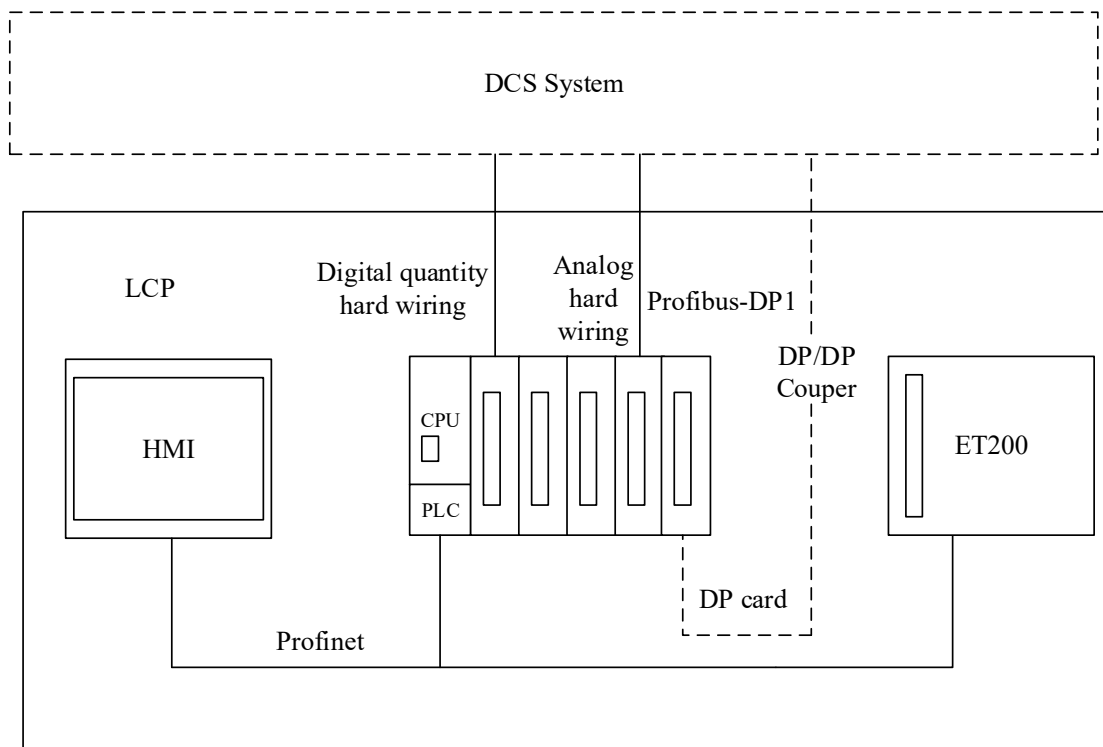 DCS System
LCP
Digital quantity
hard wiring
Analog
hard
wiring
Profibus-DP1
DP/DP
Couper
HMI
CPU
PLC
ET200
DP card
Profinet